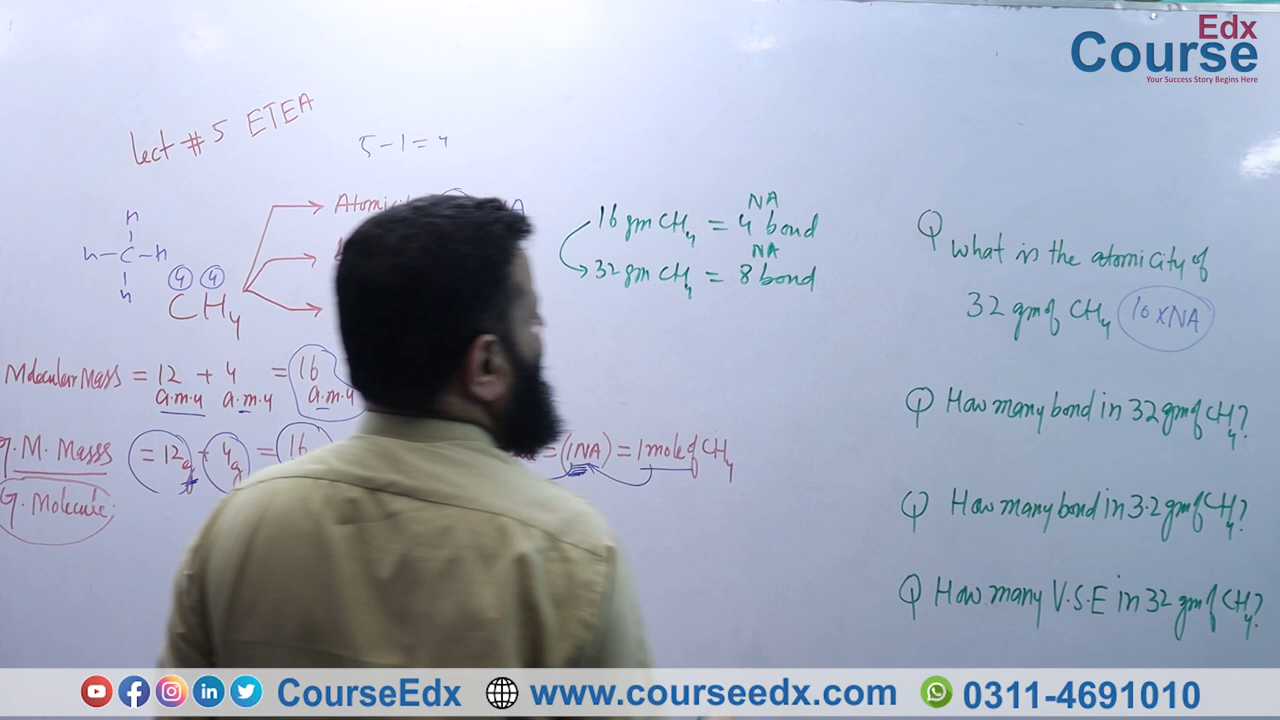 Edx
Course
Your Success Story Begins Here
Lect # 5 ETEA
5 - 1 = 4
H
H - C - H
H
4 4
CH4
16 gm CH4 = 4 NA bond
32 gm CH4 = 8 NA bond
Molecular Mass = 12 a.m.u + 4 a.m.u = 16 a.m.u
G.M. Masss = 12g + 4g = 16
= (1NA) = 1 mole of CH4
G. Molecule
Q What is the atomicity of
32 gm of CH4 10 x NA
Q How many bond in 32 gm of CH4?
Q How many bond in 3.2 gm of CH4?
Q How many V.S.E in 32 gm of CH4?
CourseEdx www.courseedx.com 0311-4691010